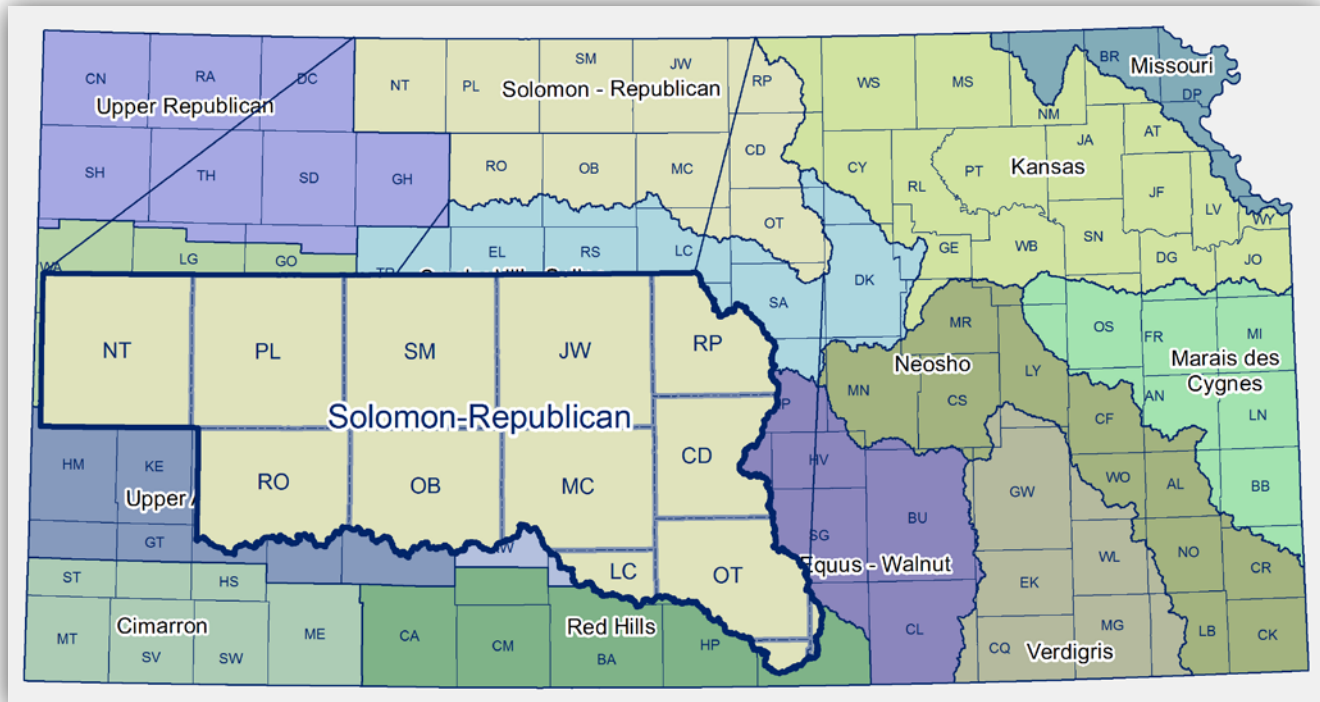 CN RA DC NT PL SM JW RP WS MS BR Missouri
Upper Republican Solomon - Republican DP
NM
SH TH SD GH RO OB MC CD CY RL PT Kansas JA AT
JF LV WY
LG GO EL RS LC OT GE WB SN DG JO
SA DK
NT PL SM JW RP
MR OS FR MI
Neosho LY Marais des
Cygnes
MN CS AN LN
Solomon-Republican CF
HM KE RO OB MC CD HV WO AL BB
Upper
GT SG BU GW
LC OT Equus - Walnut WL NO CR
ST HS EK
MT Cimarron ME CA CM Red Hills HP CL MG LB CK
SV SW BA CQ Verdigris